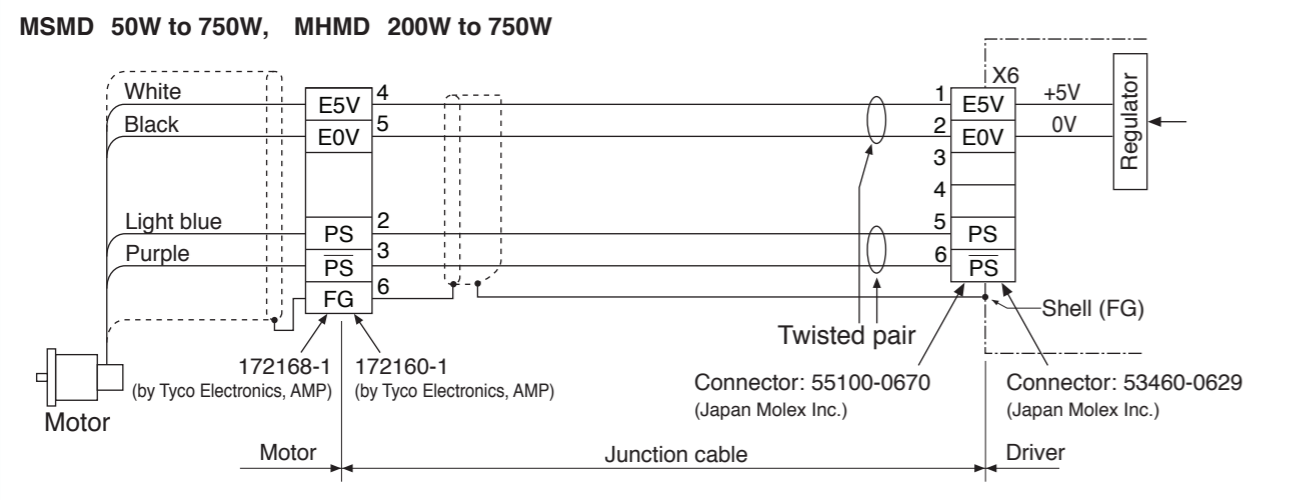 MSMD 50W to 750W, MHMD 200W to 750W
X6
White
E5V 4
1 E5V
+5V
Black
E0V 5
2 E0V
0V
Regulator
3
4
Light blue
PS 2
5 PS
Purple
P̅S̅ 3
6 P̅S̅
FG 6
Shell (FG)
Twisted pair
172168-1
(by Tyco Electronics, AMP)
172160-1
(by Tyco Electronics, AMP)
Connector: 55100-0670
(Japan Molex Inc.)
Connector: 53460-0629
(Japan Molex Inc.)
Motor
Motor
Junction cable
Driver